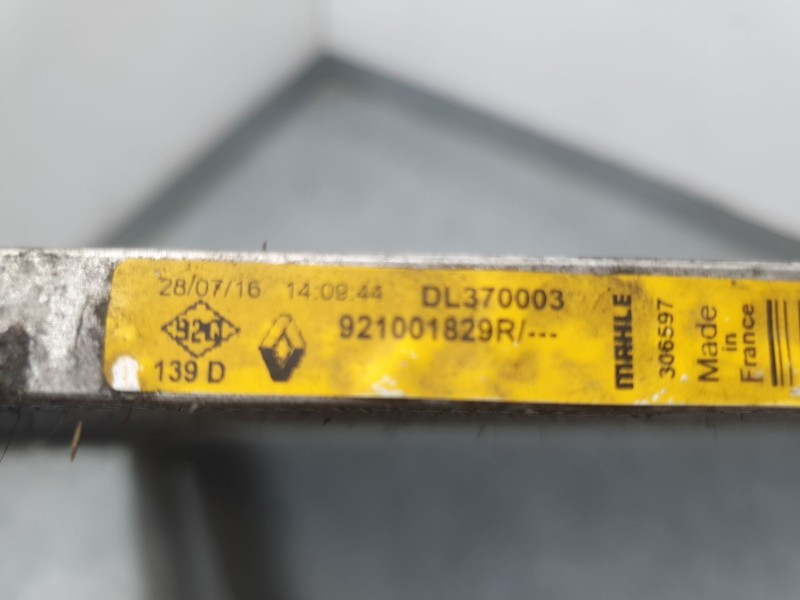 28/07/16 14:09:44 DL370003
920 921001829R/---
139 D
MAHLE
306597
Made
in
France